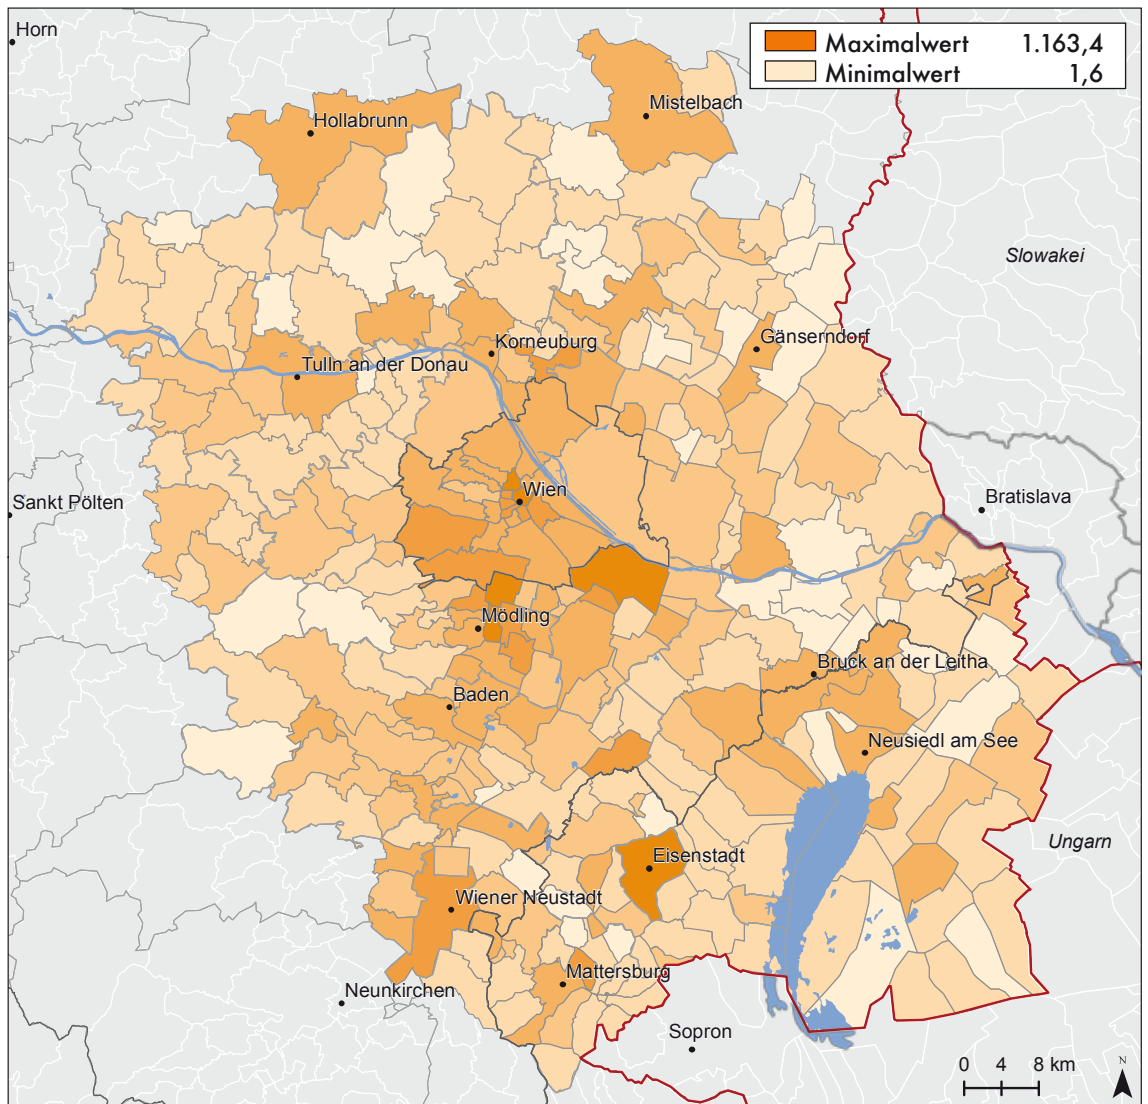 Horn
Maximalwert 1.163,4
Minimalwert 1,6
Mistelbach
Hollabrunn
Slowakei
Gänserndorf
Korneuburg
Tulln an der Donau
Wien
Bratislava
Sankt Pölten
Mödling
Bruck an der Leitha
Baden
Neusiedl am See
Ungarn
Eisenstadt
Wiener Neustadt
Mattersburg
Neunkirchen
Sopron
0 4 8 km
N